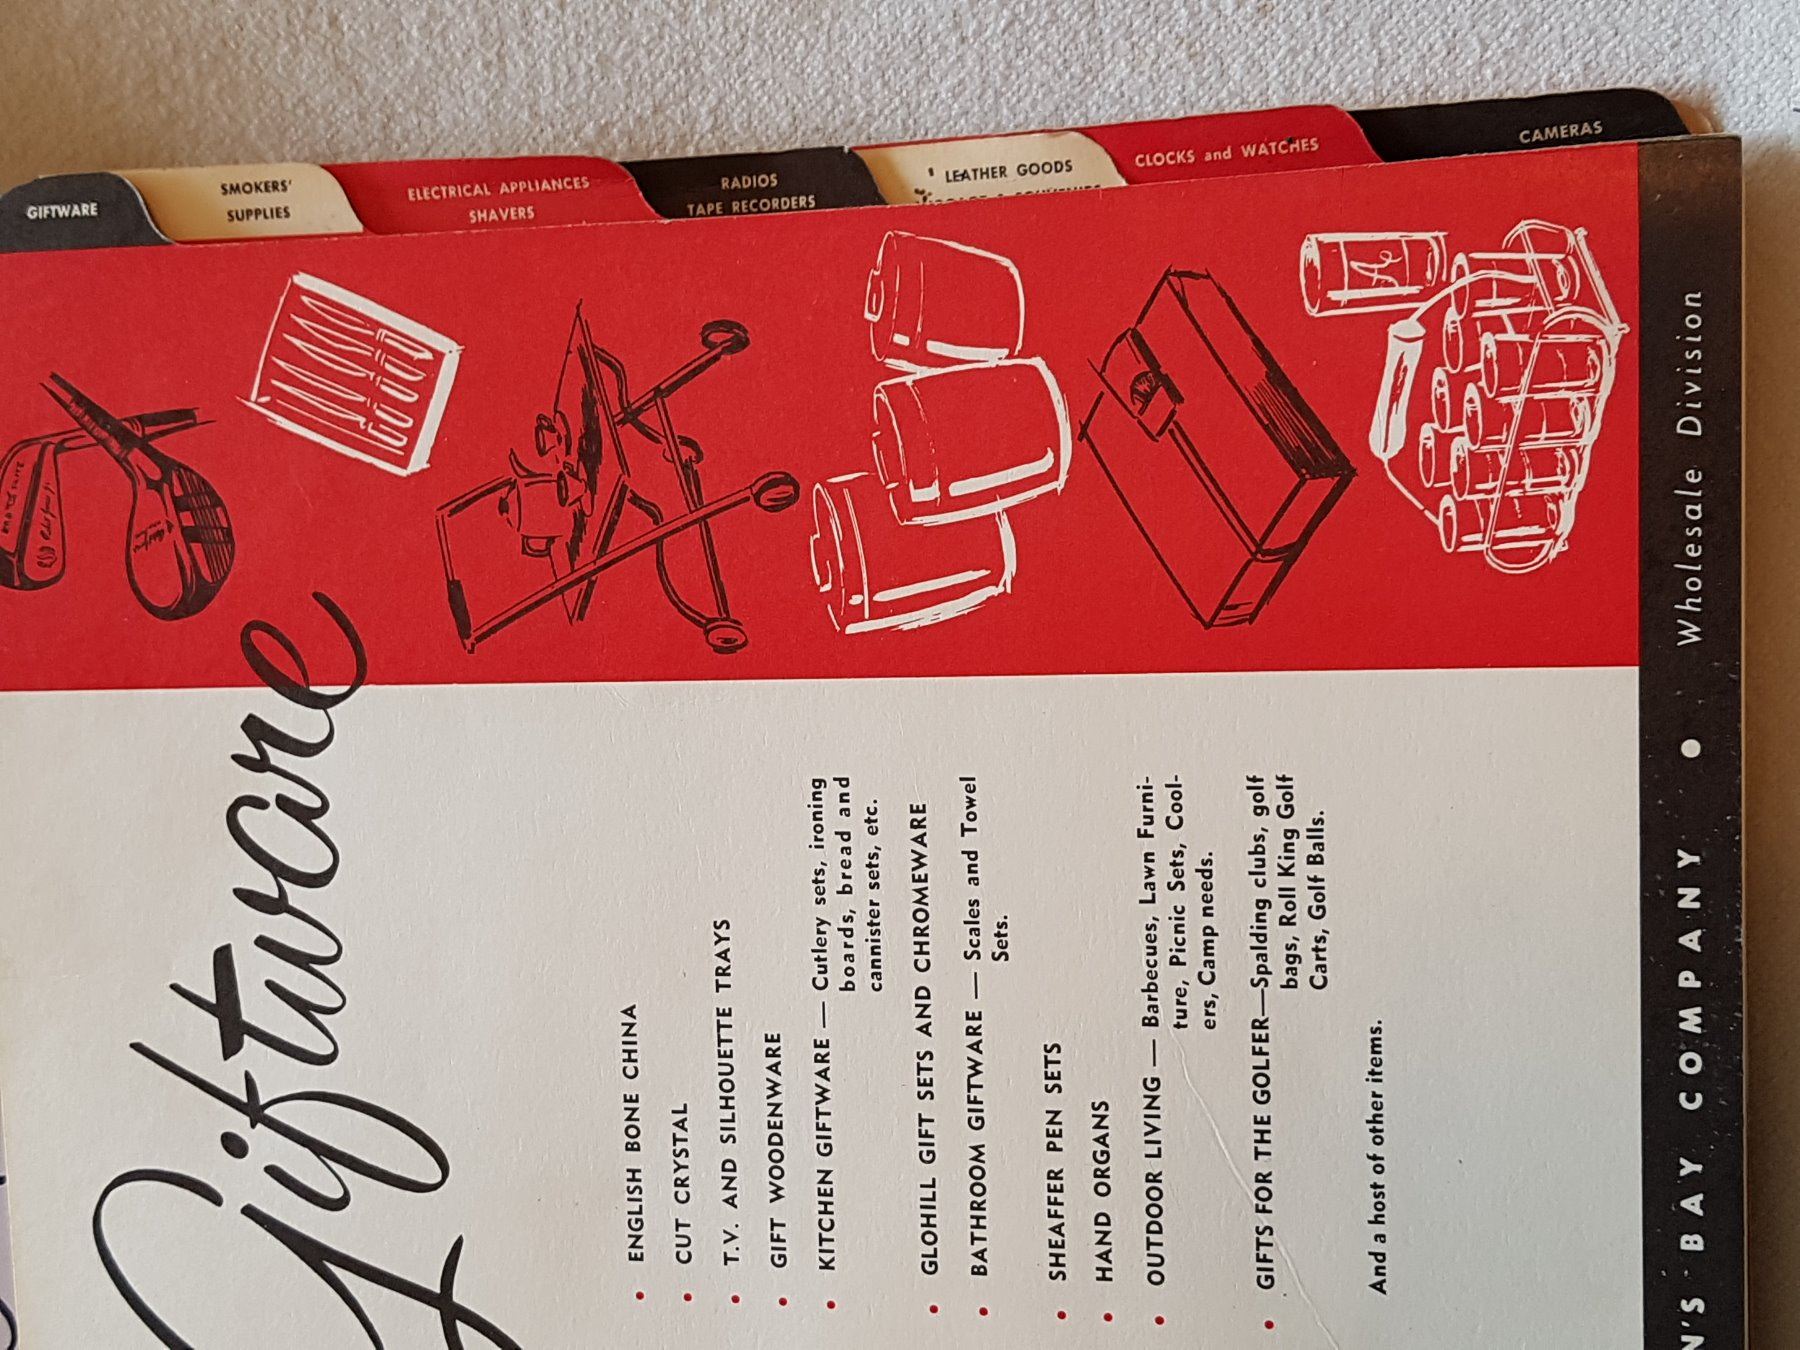 GIFTWARE
SMOKERS'
SUPPLIES
ELECTRICAL APPLIANCES
SHAVERS
RADIOS
TAPE RECORDERS
LEATHER GOODS
CLOCKS and WATCHES
CAMERAS
Giftware
• ENGLISH BONE CHINA
• CUT CRYSTAL
• T.V. AND SILHOUETTE TRAYS
• GIFT WOODENWARE
• KITCHEN GIFTWARE — Cutlery sets, ironing
boards, bread and
cannister sets, etc.
• GLOHILL GIFT SETS AND CHROMEWARE
• BATHROOM GIFTWARE — Scales and Towel
Sets.
• SHEAFFER PEN SETS
• HAND ORGANS
• OUTDOOR LIVING — Barbecues, Lawn Furni-
ture, Picnic Sets, Cool-
ers, Camp needs.
• GIFTS FOR THE GOLFER—Spalding clubs, golf
bags, Roll King Golf
Carts, Golf Balls.
And a host of other items.
N'S BAY COMPANY • Wholesale Division